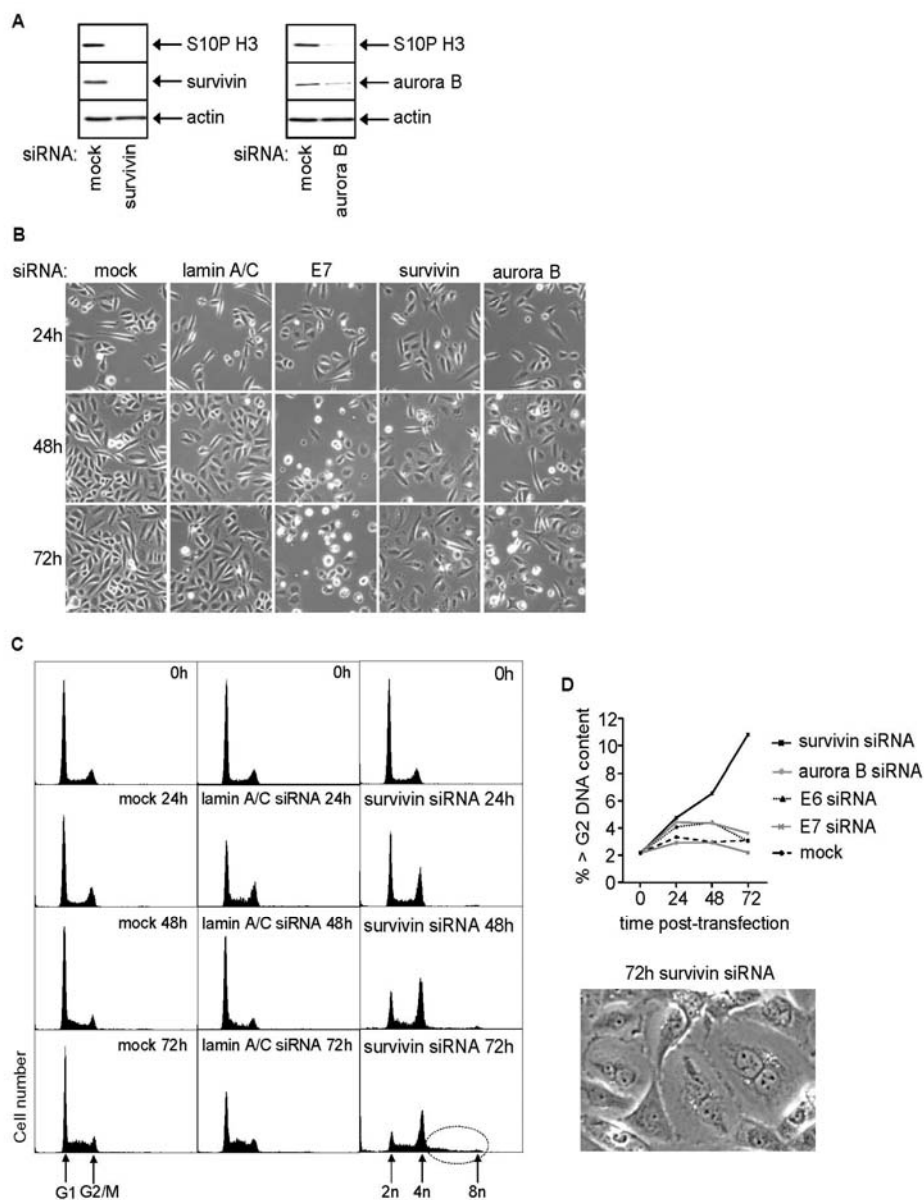 A
S10P H3
survivin
actin
siRNA:
mock
survivin
S10P H3
aurora B
actin
siRNA:
mock
aurora B
B
siRNA: mock lamin A/C E7 survivin aurora B
24h
48h
72h
C
0h 0h 0h
mock 24h lamin A/C siRNA 24h survivin siRNA 24h
mock 48h lamin A/C siRNA 48h survivin siRNA 48h
mock 72h lamin A/C siRNA 72h survivin siRNA 72h
Cell number
G1 G2/M 2n 4n 8n
D
% > G2 DNA content
12
10
8
6
4
2
0
0 24 48 72
time post-transfection
survivin siRNA
aurora B siRNA
E6 siRNA
E7 siRNA
mock
72h survivin siRNA